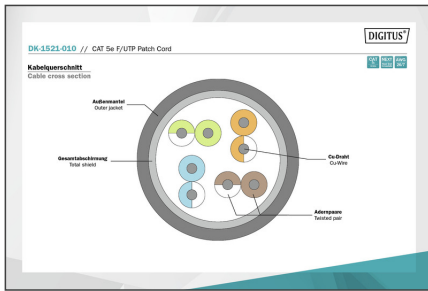 DIGITUS®
DK-1521-010 // CAT 5e F/UTP Patch Cord
Kabelquerschnitt
Cable cross section
Außenmantel
Outer jacket
Gesamtabschirmung
Total shield
Cu-Draht
Cu-Wire
Adernpaare
Twisted pair